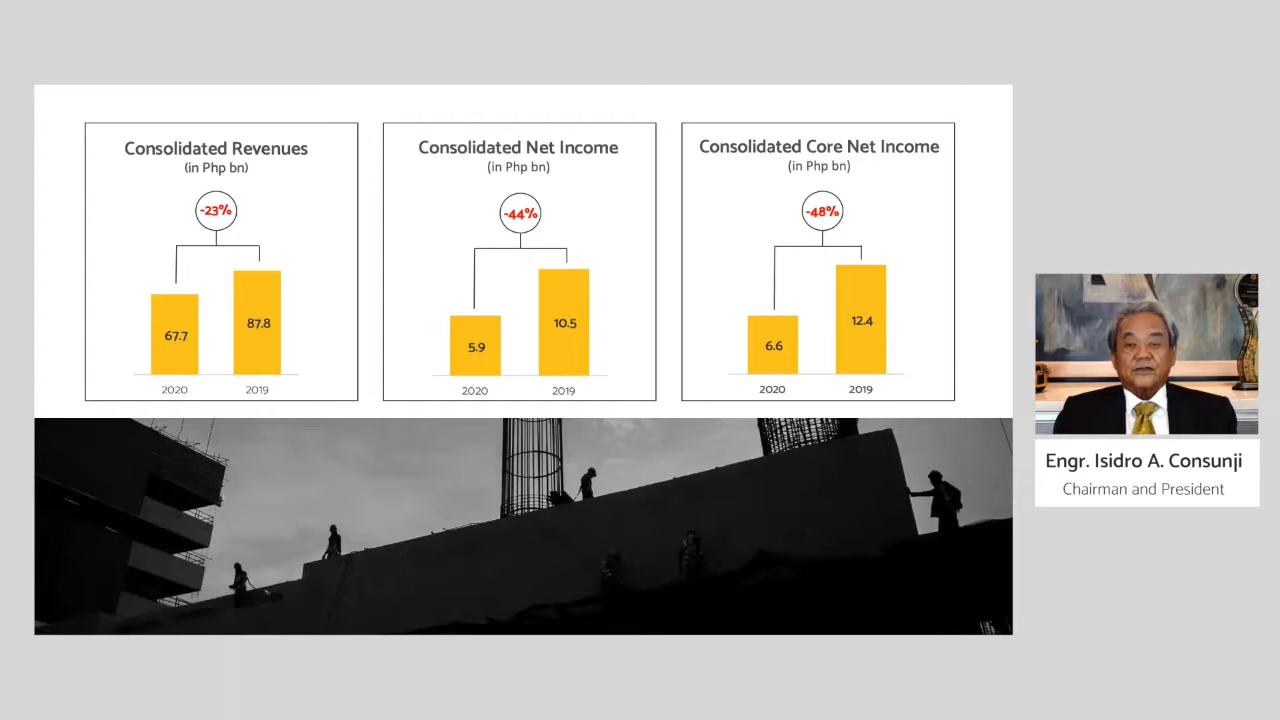 Consolidated Revenues
(in Php bn)
-23%
67.7
87.8
2020
2019
Consolidated Net Income
(in Php bn)
-44%
5.9
10.5
2020
2019
Consolidated Core Net Income
(in Php bn)
-48%
6.6
12.4
2020
2019
Engr. Isidro A. Consunji
Chairman and President